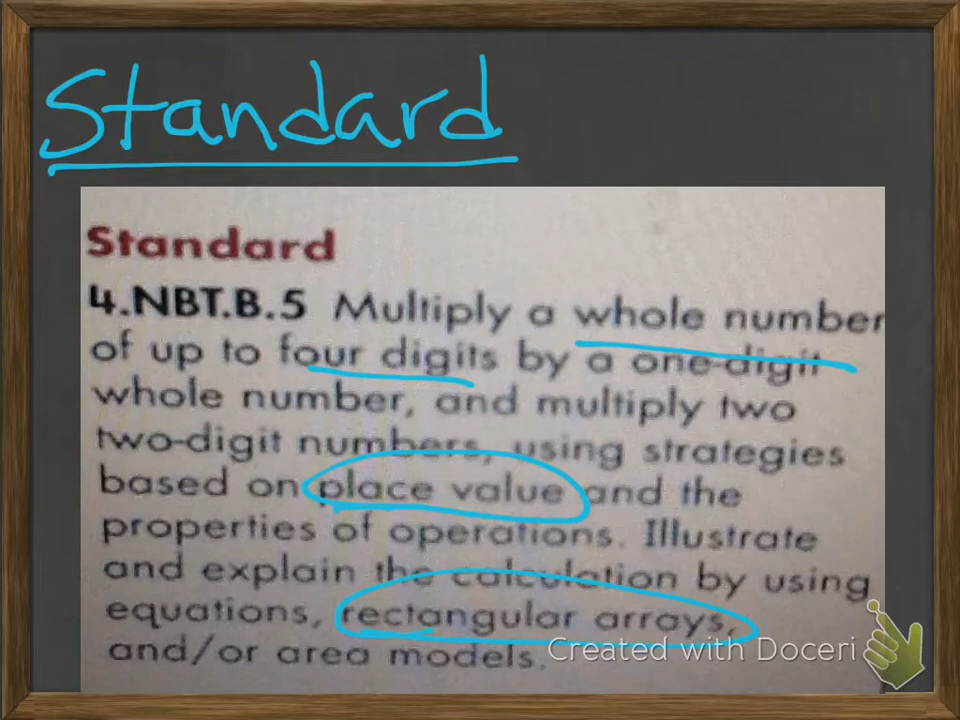 Standard
Standard
4.NBT.B.5 Multiply a whole number
of up to four digits by a one-digit
whole number, and multiply two
two-digit numbers, using strategies
based on place value and the
properties of operations. Illustrate
and explain the calculation by using
equations, rectangular arrays,
and/or area models.
Created with Doceri